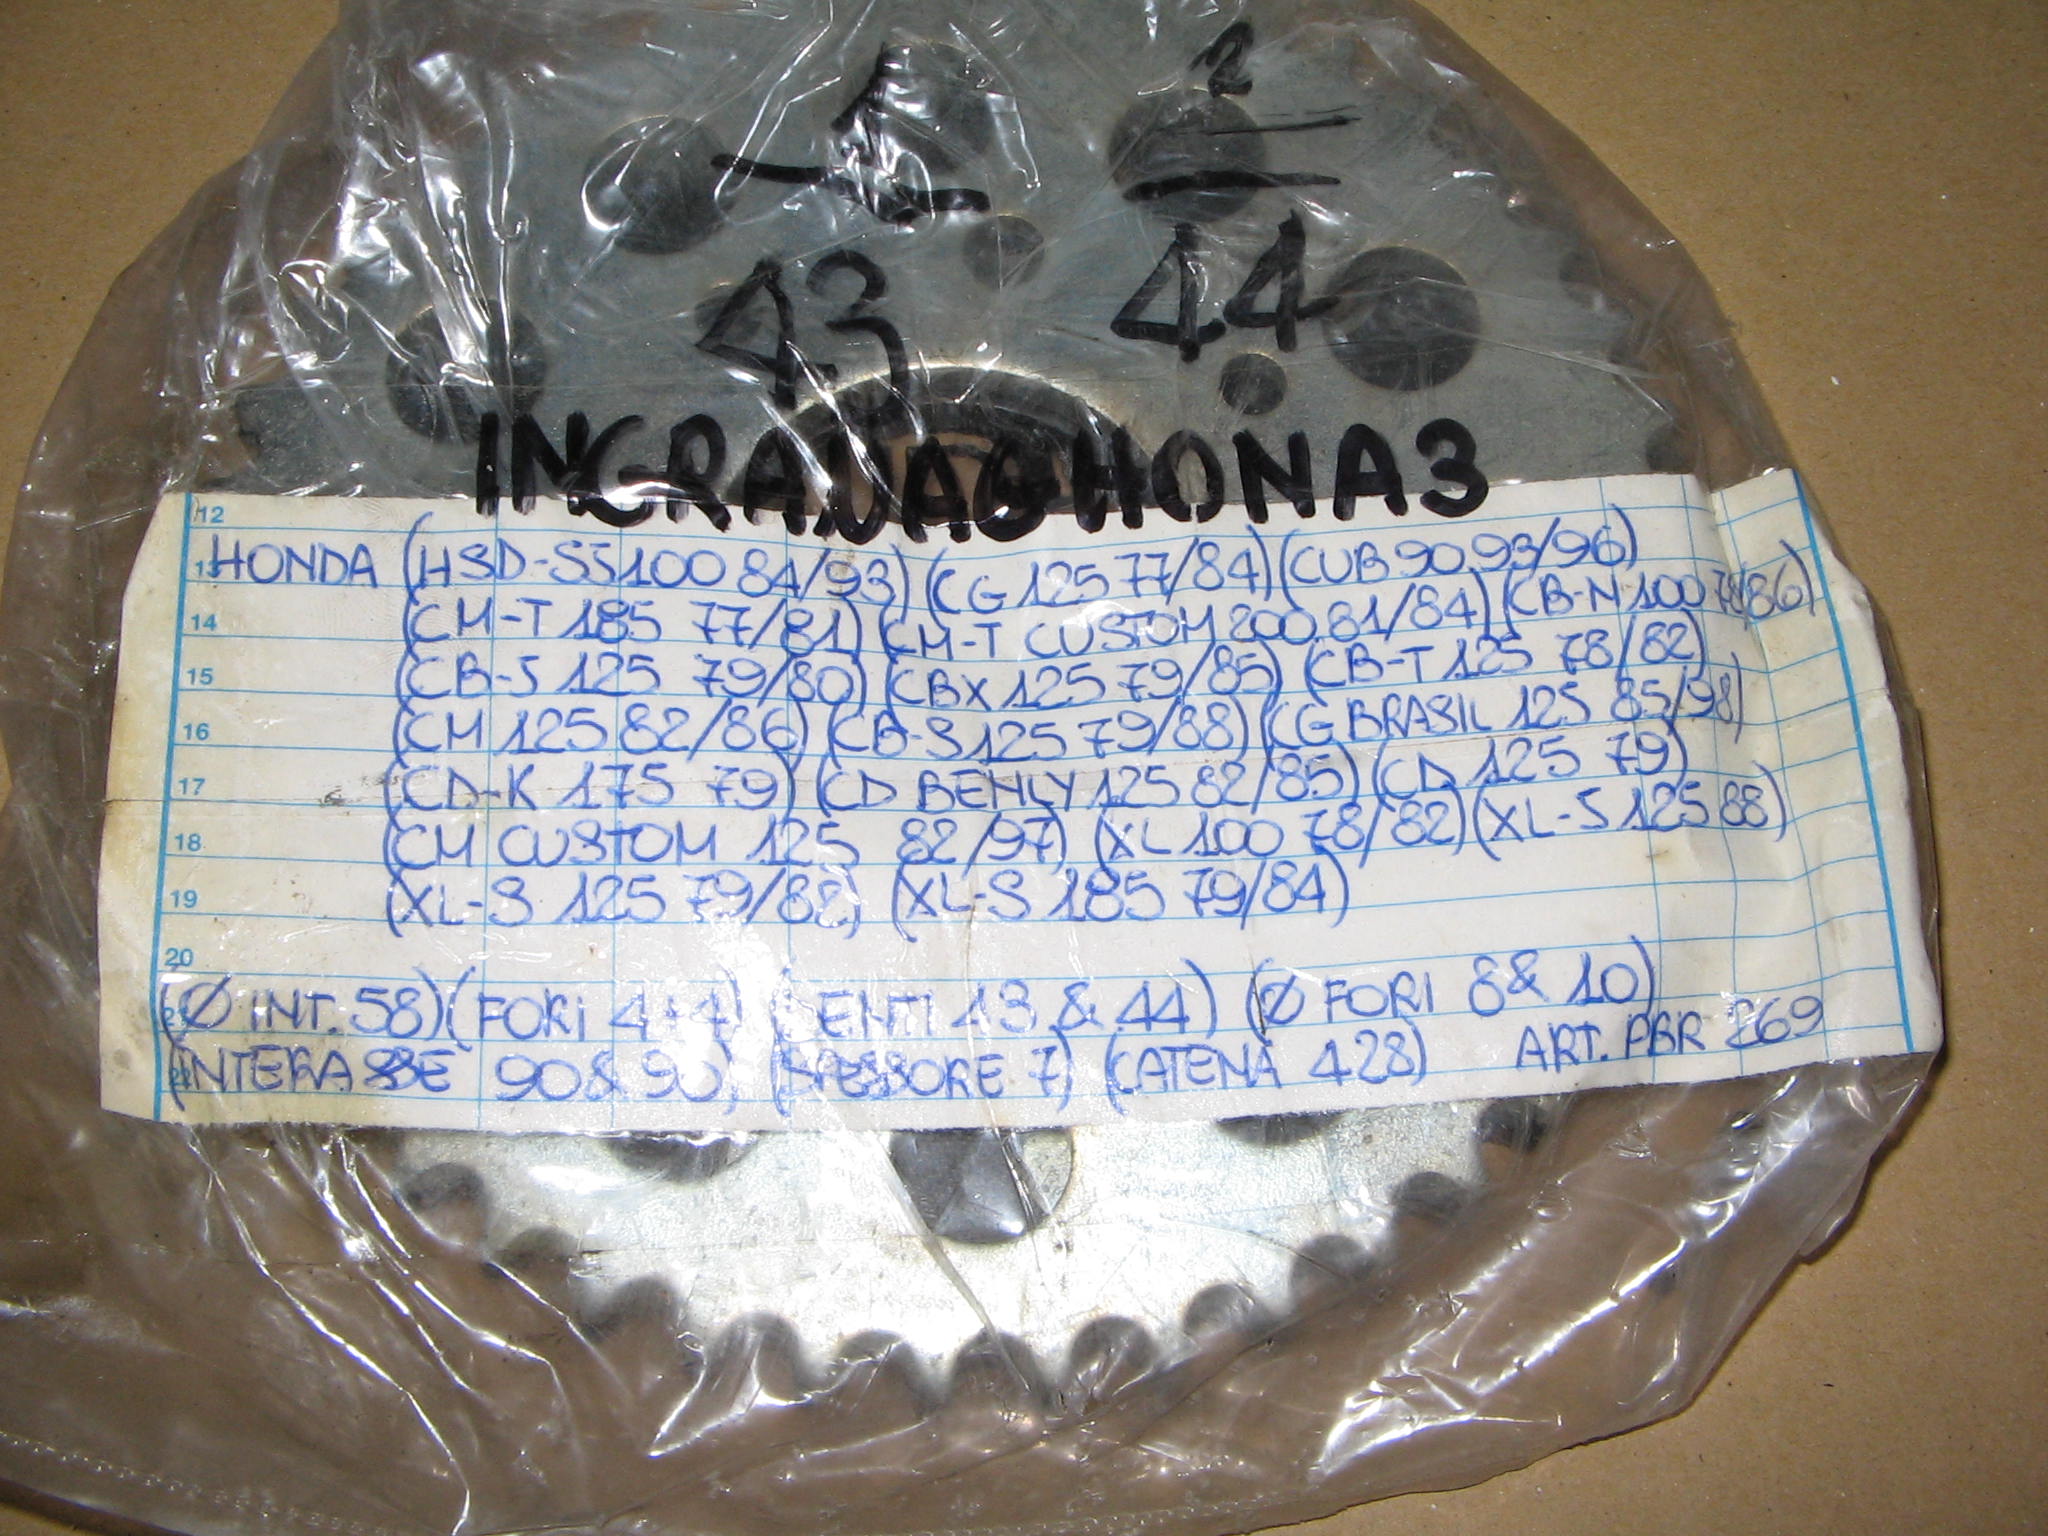 1 2
43 44
INGRANAGHONA3
12
13 HONDA (HSD-SS100 84/93) (CG 125 77/84) (CUB 90 93/96)
14 (CM-T 185 77/81) (CM-T CUSTOM 200 81/84) (CB-N 100 78/86)
15 (CB-J 125 79/80) (CBX 125 79/85) (CB-T 125 78/82)
16 (CM 125 82/86) (CB-S 125 79/88) (CG BRASIL 125 85/98)
17 (CD-K 175 79) (CD BENLY 125 82/85) (CD 125 79)
18 (CM CUSTOM 125 82/97) (XL 100 78/82) (XL-S 125 88)
19 (XL-S 125 79/82) (XL-S 185 79/84)
20
21 (Ø INT. 58) (FORI 4+4) (DENTI 43 & 44) (Ø FORI 8 & 10)
22 (INTERASSE 90 & 90) (SPESSORE 7) (CATENA 428) ART. PBR 269